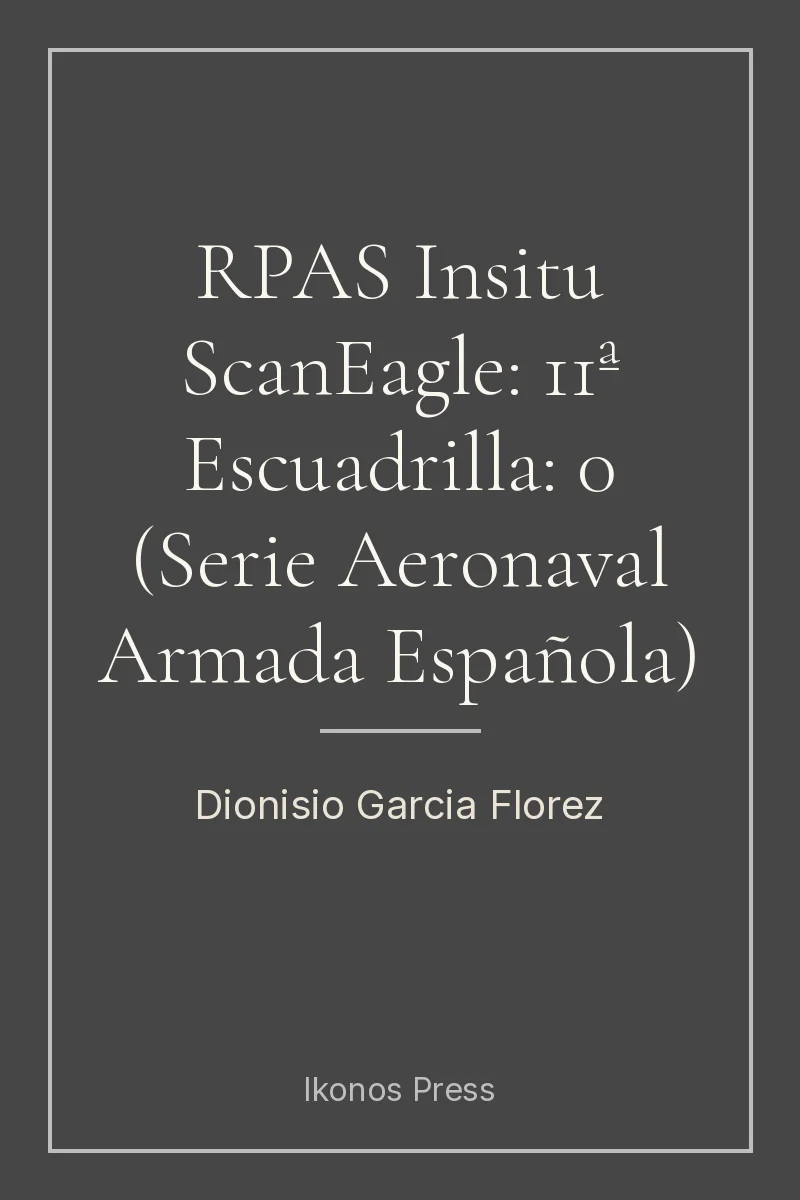 RPAS Insitu
ScanEagle: 11ª
Escuadrilla: 0
(Serie Aeronaval
Armada Española)
Dionisio Garcia Florez
Ikonos Press